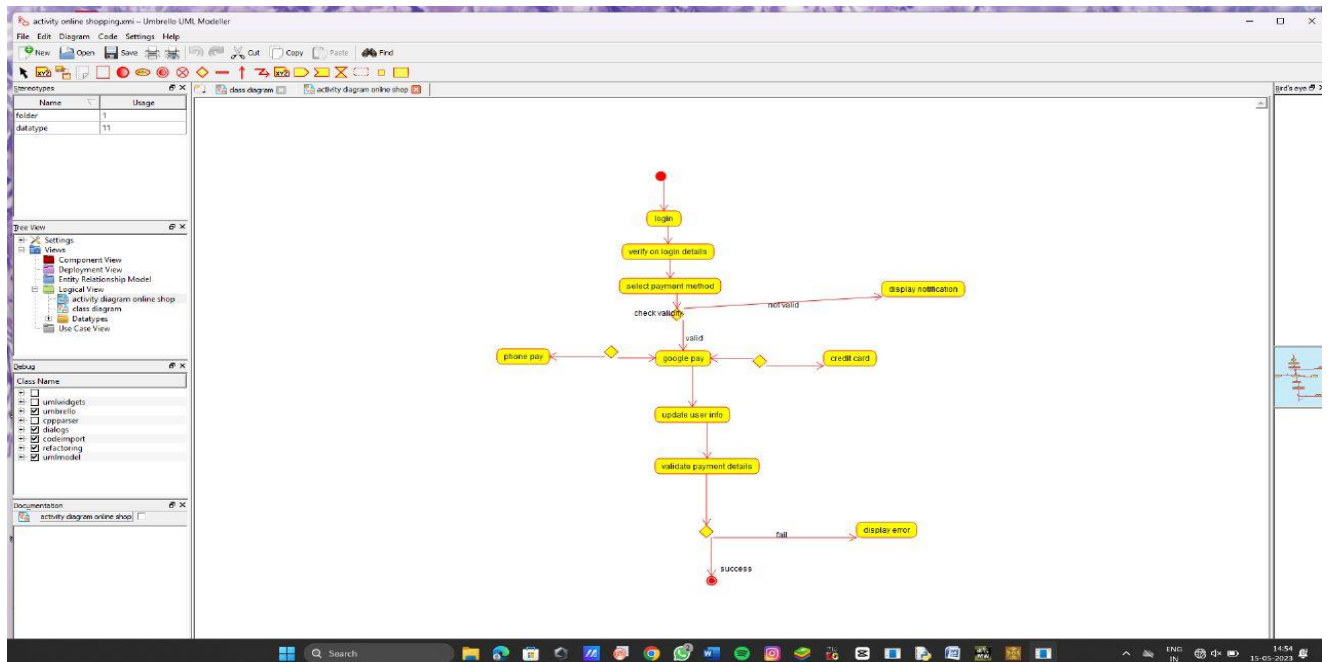 activity online shopping.xmi – Umbrello UML Modeller
File Edit Diagram Code Settings Help
New Open Save Cut Copy Paste Find
Stereotypes
Name Usage
folder 1
datatype 11
class diagram activity diagram online shop
Bird's eye
Tree View
Settings
Views
Component View
Deployment View
Entity Relationship Model
Logical View
activity diagram online shop
class diagram
Datatypes
Use Case View
Debug
Class Name
umlwidgets
umbrello
cppparser
dialogs
codeimport
refactoring
umlmodel
Documentation
activity diagram online shop
login
verify on login details
select payment method
display notification
not valid
check validity
valid
phone pay
google pay
credit card
update user info
validate payment details
display error
fail
success
Search
ENG
IN
14:54
15-05-2023